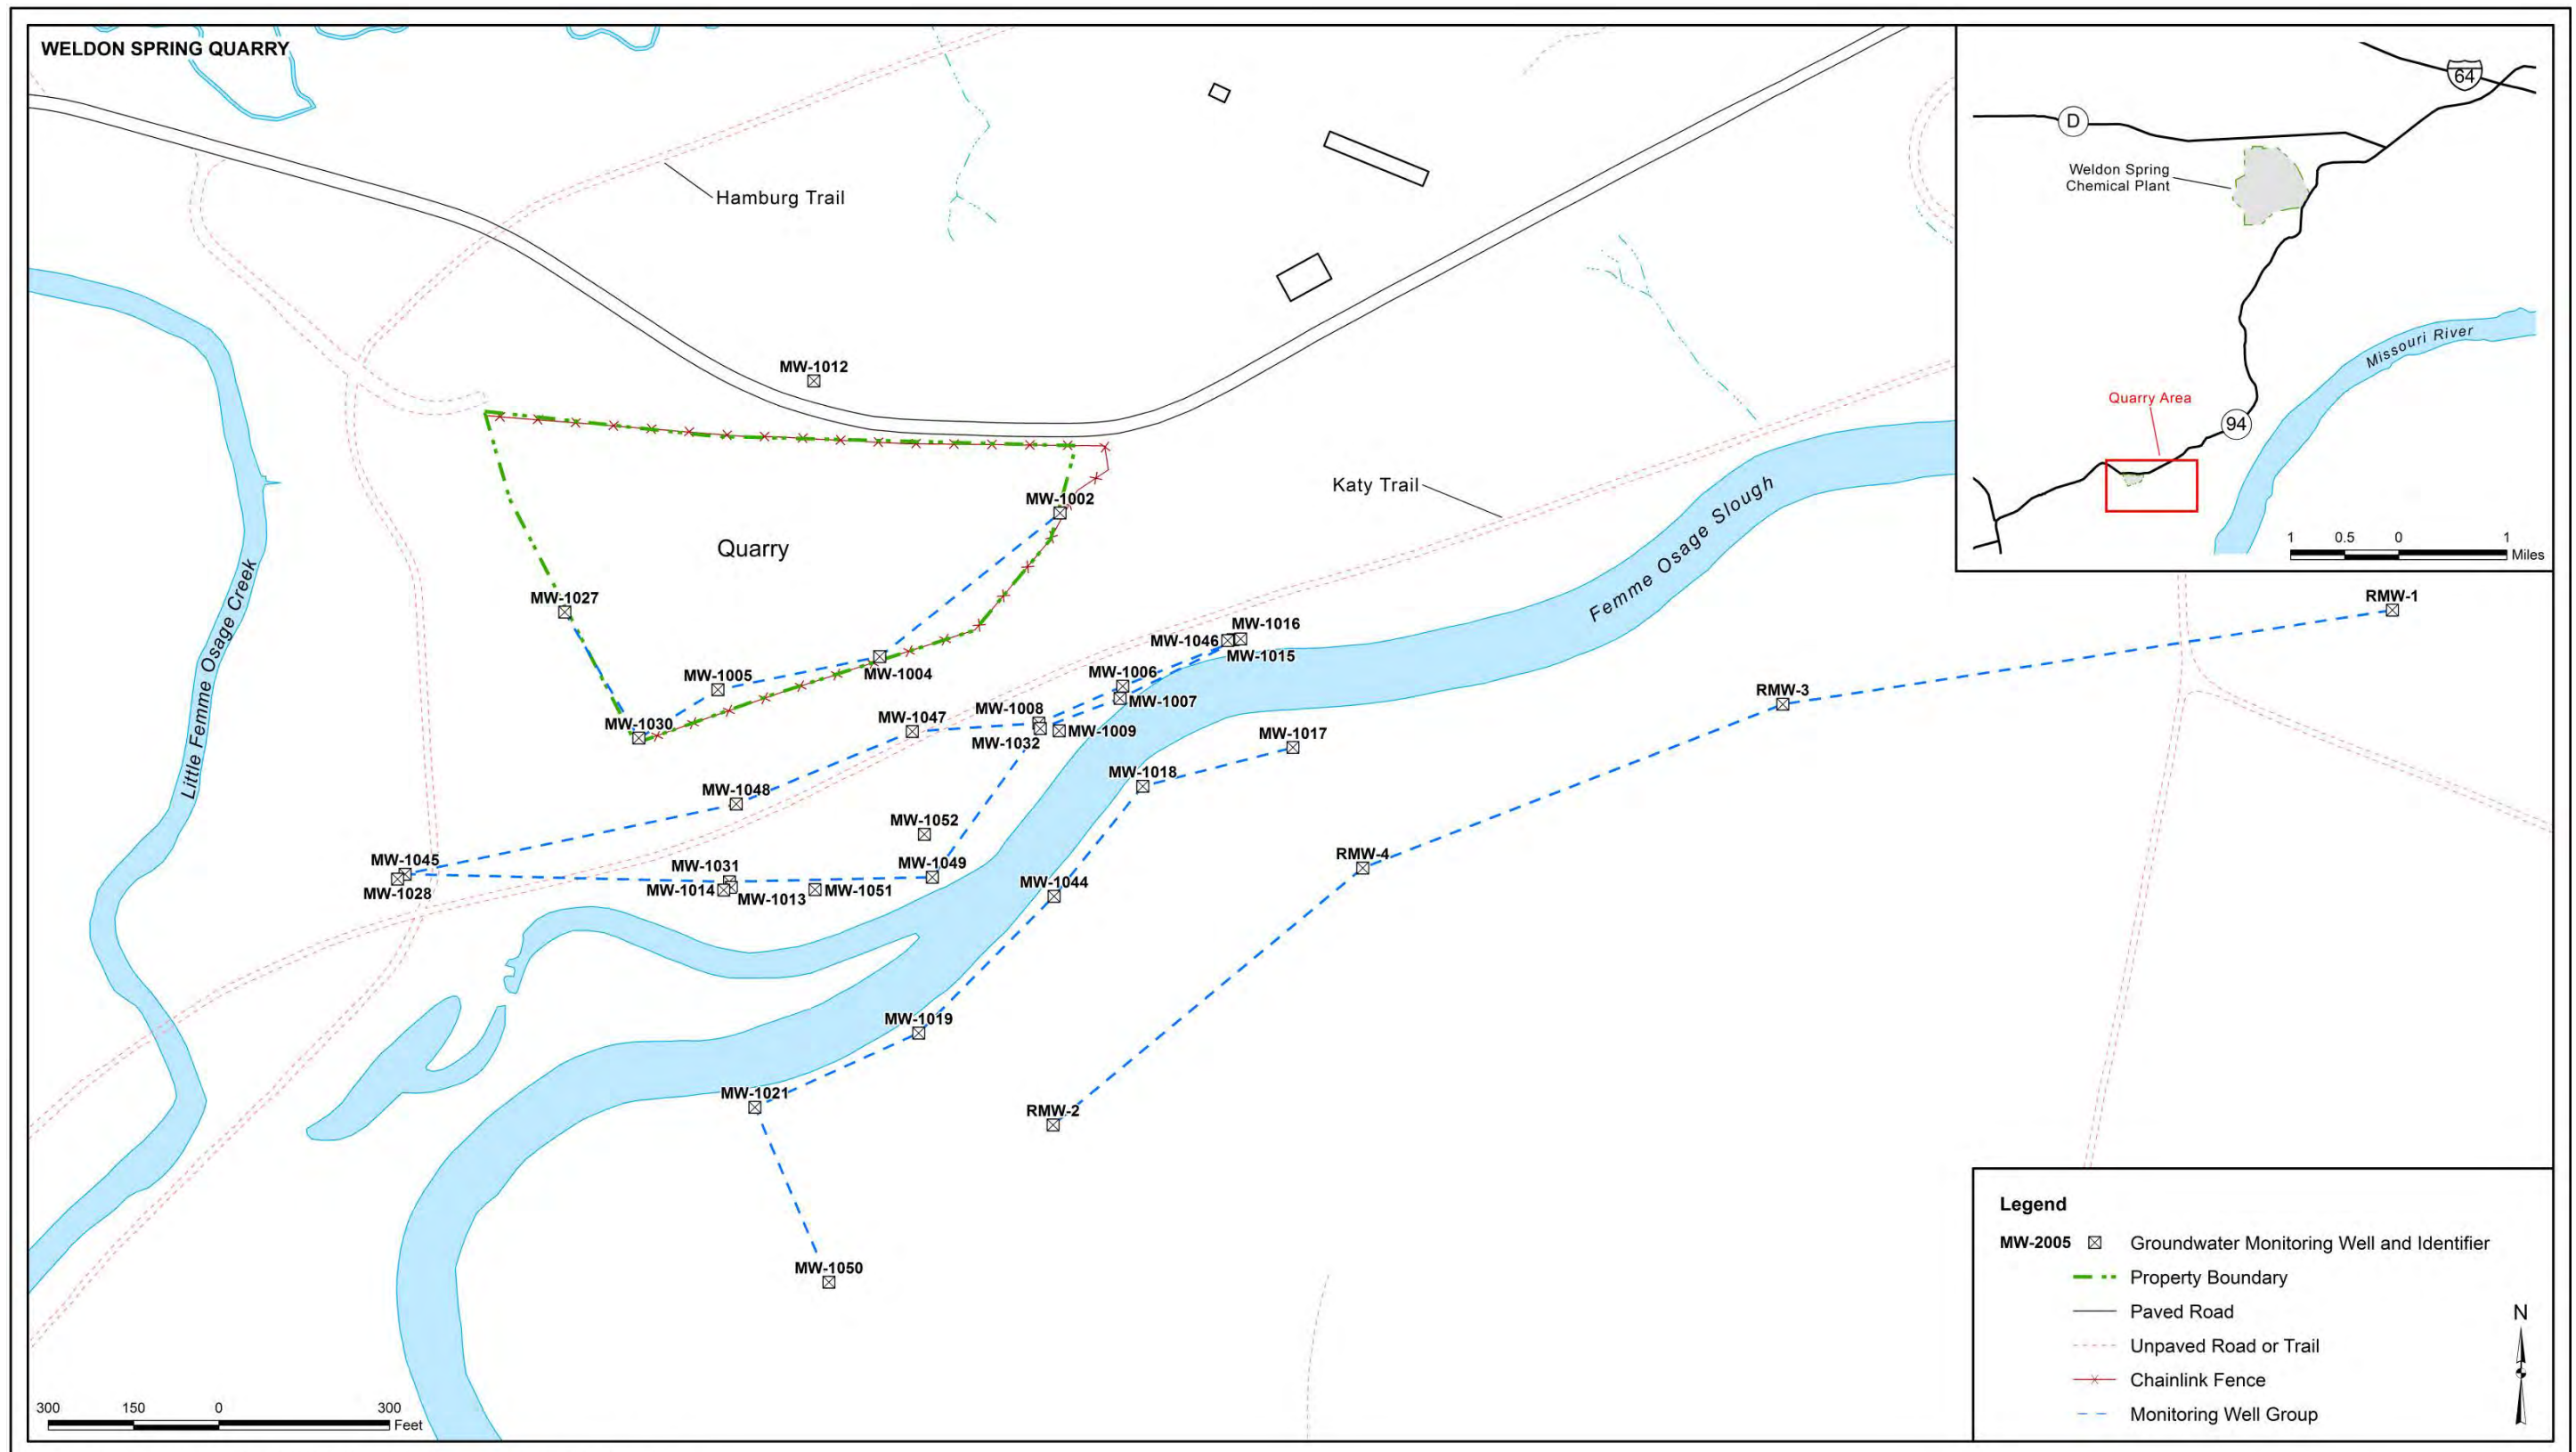 WELDON SPRING QUARRY
Hamburg Trail
64
D
Weldon Spring
Chemical Plant
Missouri River
Quarry Area
94
1 0.5 0 1
Miles
MW-1012
MW-1002
Katy Trail
Femme Osage Slough
Quarry
Little Femme Osage Creek
MW-1027
RMW-1
MW-1016
MW-1046
MW-1015
MW-1004
MW-1005
MW-1006
MW-1007
RMW-3
MW-1030
MW-1047
MW-1008
MW-1009
MW-1032
MW-1017
MW-1018
MW-1048
MW-1052
MW-1045
MW-1028
MW-1031
MW-1014
MW-1013
MW-1051
MW-1049
MW-1044
RMW-4
MW-1019
MW-1021
RMW-2
MW-1050
Legend
MW-2005 Groundwater Monitoring Well and Identifier
Property Boundary
Paved Road
Unpaved Road or Trail
Chainlink Fence
Monitoring Well Group
N
300 150 0 300
Feet